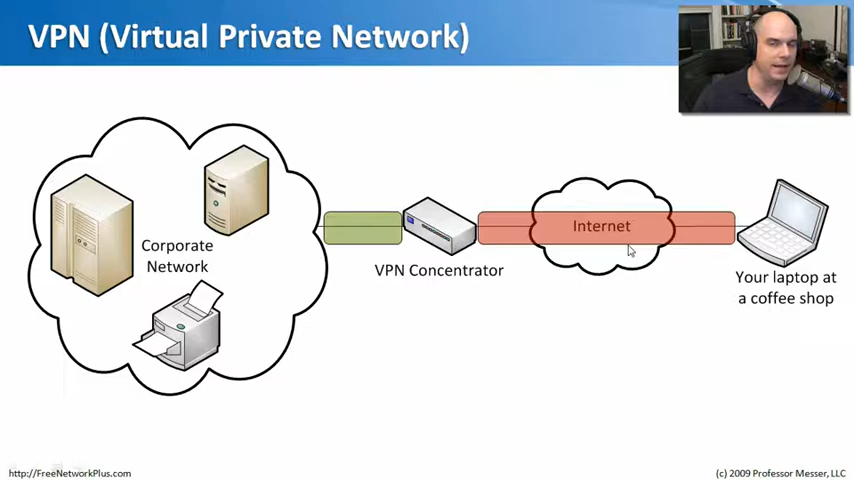 VPN (Virtual Private Network)
Corporate
Network
VPN Concentrator
Internet
Your laptop at
a coffee shop
http://FreeNetworkPlus.com
(c) 2009 Professor Messer, LLC